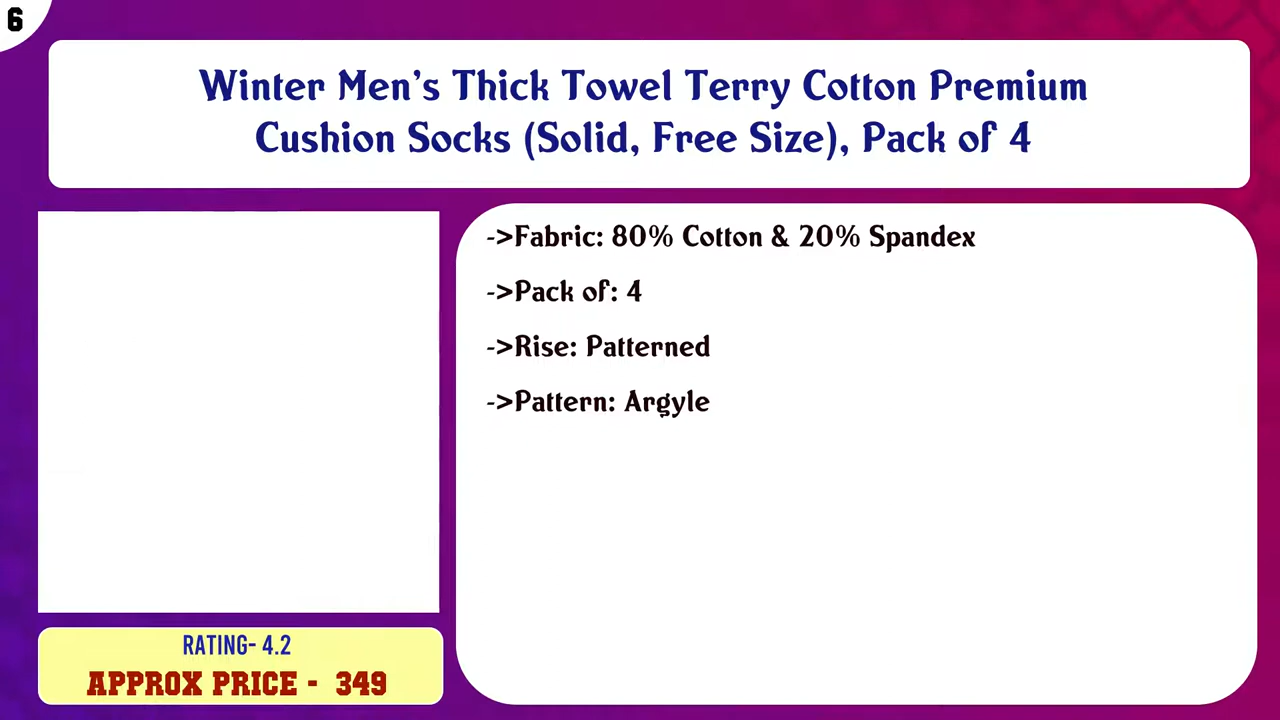 6
Winter Men's Thick Towel Terry Cotton Premium
Cushion Socks (Solid, Free Size), Pack of 4
->Fabric: 80% Cotton & 20% Spandex
->Pack of: 4
->Rise: Patterned
->Pattern: Argyle
RATING- 4.2
APPROX PRICE - 349